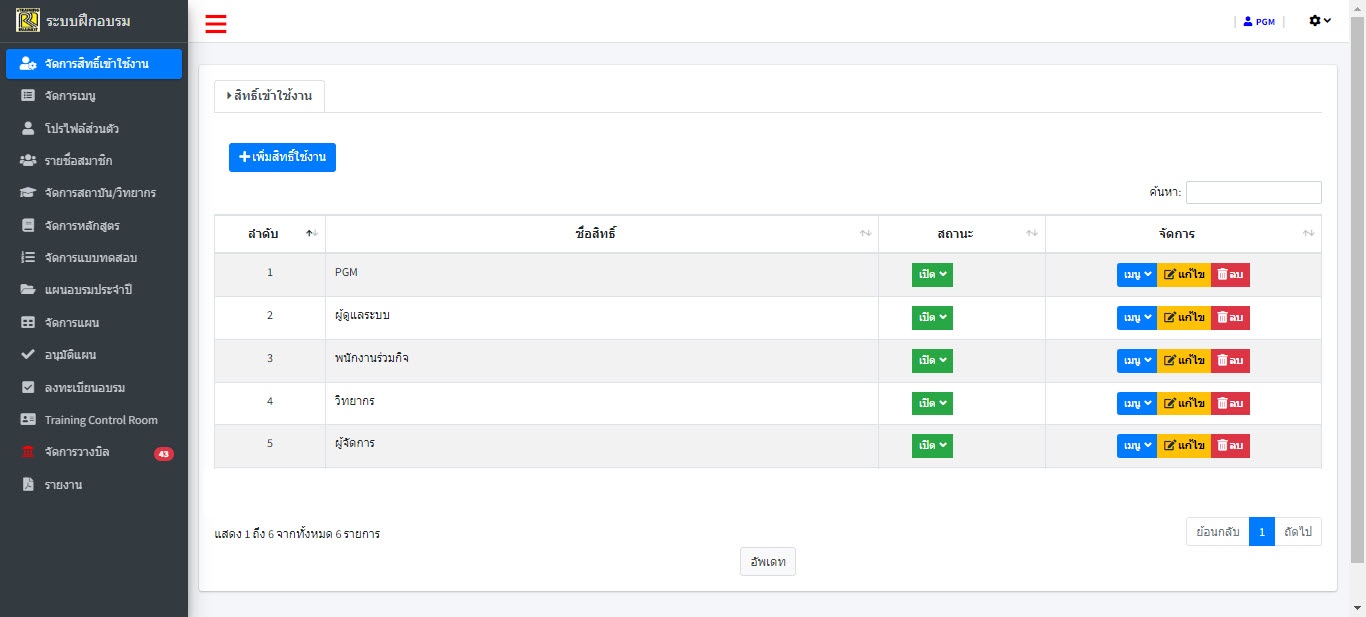 ระบบฝึกอบรม
PGM
จัดการสิทธิ์เข้าใช้งาน
จัดการเมนู
โปรไฟล์ส่วนตัว
รายชื่อสมาชิก
จัดการสถาบัน/วิทยากร
จัดการหลักสูตร
จัดการแบบทดสอบ
แผนอบรมประจำปี
จัดการแผน
อนุมัติแผน
ลงทะเบียนอบรม
Training Control Room
จัดการวางบิล 43
รายงาน
สิทธิ์เข้าใช้งาน
เพิ่มสิทธิ์ใช้งาน
ค้นหา:
ลำดับ ชื่อสิทธิ์ สถานะ จัดการ
1 PGM เปิด เมนู แก้ไข ลบ
2 ผู้ดูแลระบบ เปิด เมนู แก้ไข ลบ
3 พนักงานร่วมกิจ เปิด เมนู แก้ไข ลบ
4 วิทยากร เปิด เมนู แก้ไข ลบ
5 ผู้จัดการ เปิด เมนู แก้ไข ลบ
แสดง 1 ถึง 6 จากทั้งหมด 6 รายการ
ย้อนกลับ 1 ถัดไป
อัพเดท